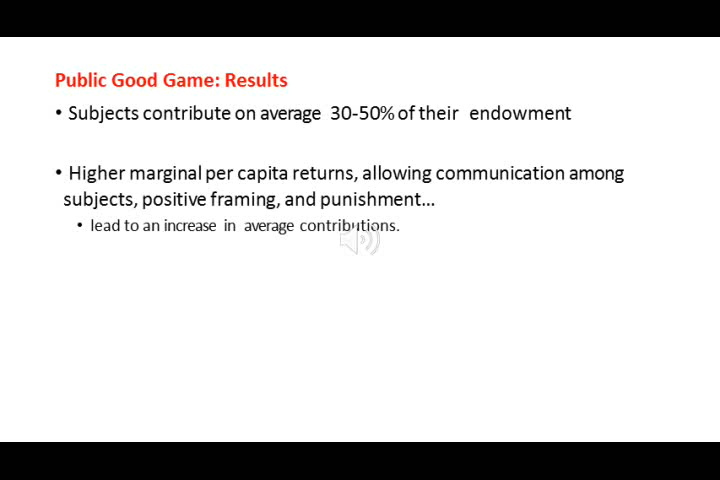 Public Good Game: Results
• Subjects contribute on average 30-50% of their endowment
• Higher marginal per capita returns, allowing communication among
subjects, positive framing, and punishment...
• lead to an increase in average contributions.